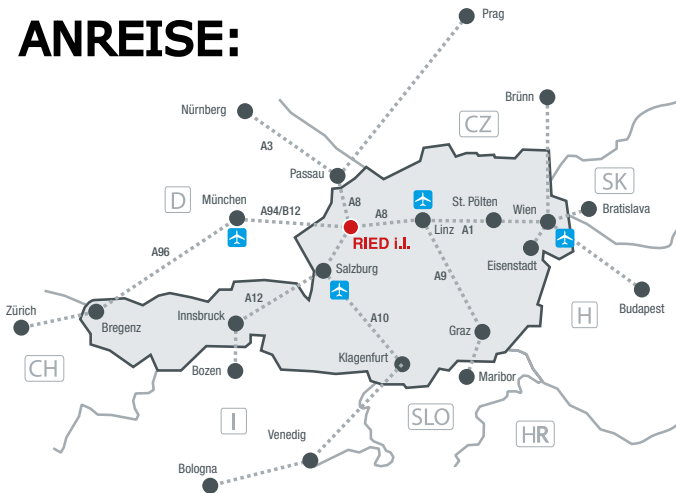 ANREISE:
Prag
Nürnberg
Brünn
A3
CZ
Passau
SK
D
München
A94/B12
A8
A8
St. Pölten
Wien
Bratislava
Linz
A1
RIED i.I.
A96
Eisenstadt
Salzburg
A9
Zürich
A12
Budapest
Bregenz
Innsbruck
A10
H
Graz
CH
Bozen
Klagenfurt
Maribor
I
SLO
Venedig
HR
Bologna